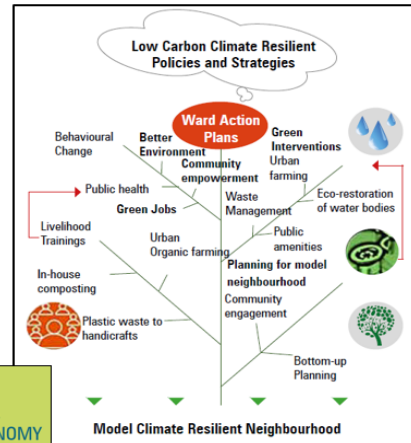 Low Carbon Climate Resilient
Policies and Strategies
Ward Action
Plans
Behavioural
Change
Better
Environment
Green
Interventions
Urban
farming
Community
empowerment
Public health
Green Jobs
Waste
Management
Eco-restoration
of water bodies
Livelihood
Trainings
Urban
Organic farming
Public
amenities
In-house
composting
Planning for model
neighbourhood
Community
engagement
Plastic waste to
handicrafts
Bottom-up
Planning
NOMY
Model Climate Resilient Neighbourhood